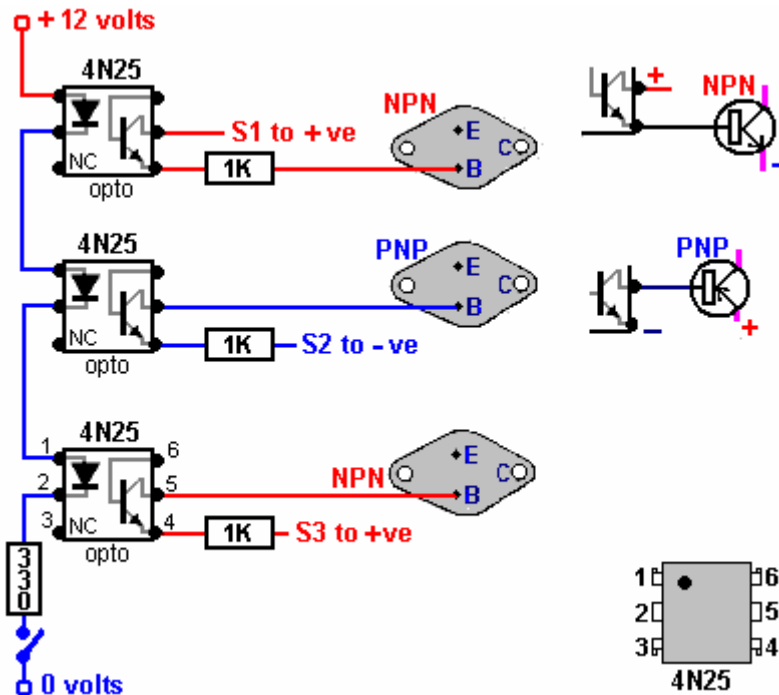 + 12 volts
4N25
NC
opto
S1 to +ve
1K
NPN
E
C
B
+
NPN
-
4N25
NC
opto
1K
S2 to - ve
PNP
E
C
B
PNP
-
+
4N25
1
2
3
NC
6
5
4
opto
1K
S3 to +ve
NPN
E
C
B
330
0 volts
1
2
3
6
5
4
4N25